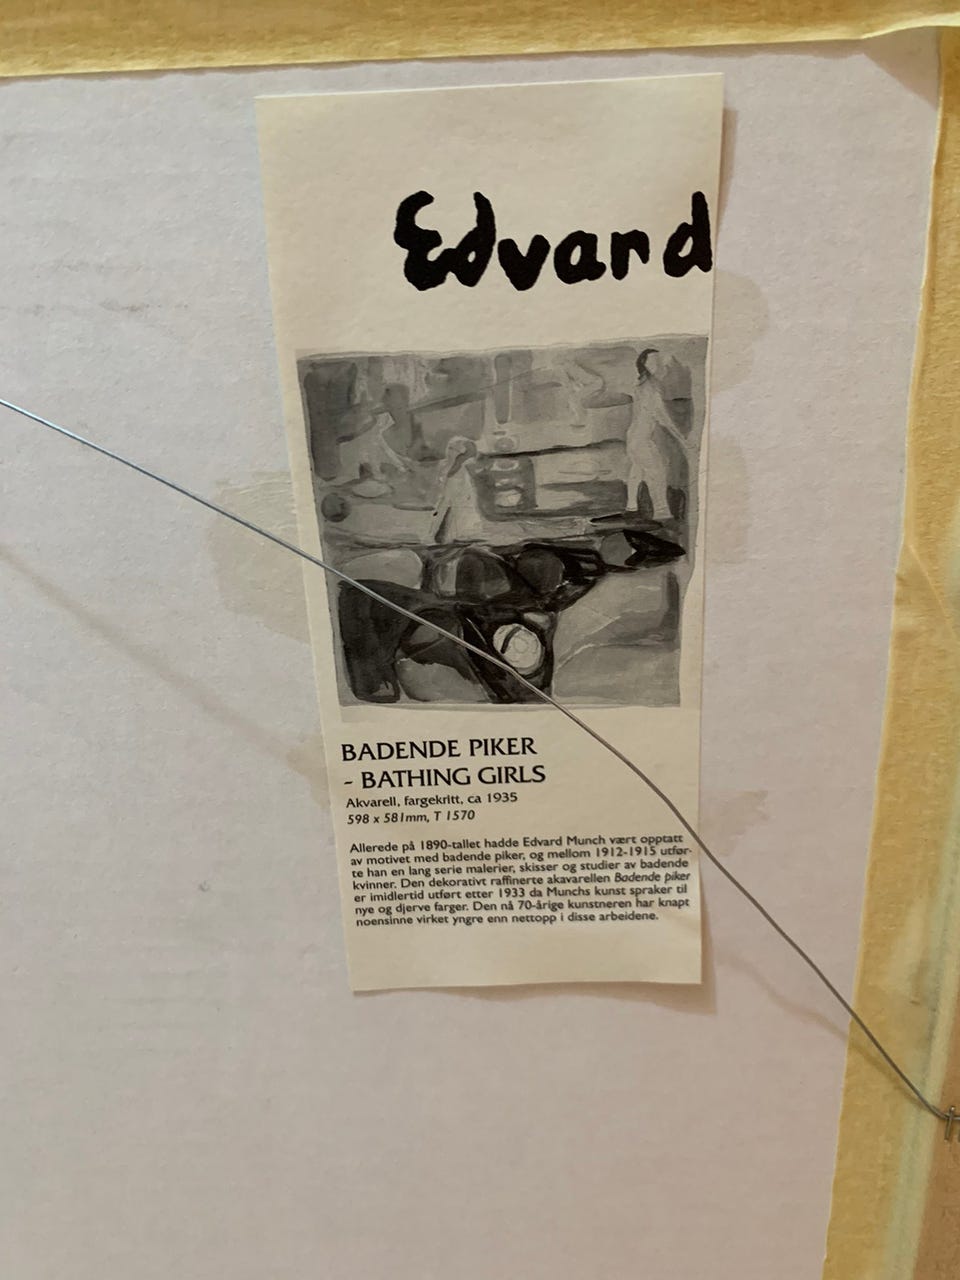 Edvard
BADENDE PIKER
- BATHING GIRLS
Akvarell, fargekritt, ca 1935
598 x 581mm, T 1570
Allerede på 1890-tallet hadde Edvard Munch vært opptatt
av motivet med badende piker, og mellom 1912-1915 utfør-
te han en lang serie malerier, skisser og studier av badende
kvinner. Den dekorativt raffinerte akavarellen Badende piker
er imidlertid utført etter 1933 da Munchs kunst spraker til
nye og djerve farger. Den nå 70-årige kunstneren har knapt
noensinne virket yngre enn nettopp i disse arbeidene.